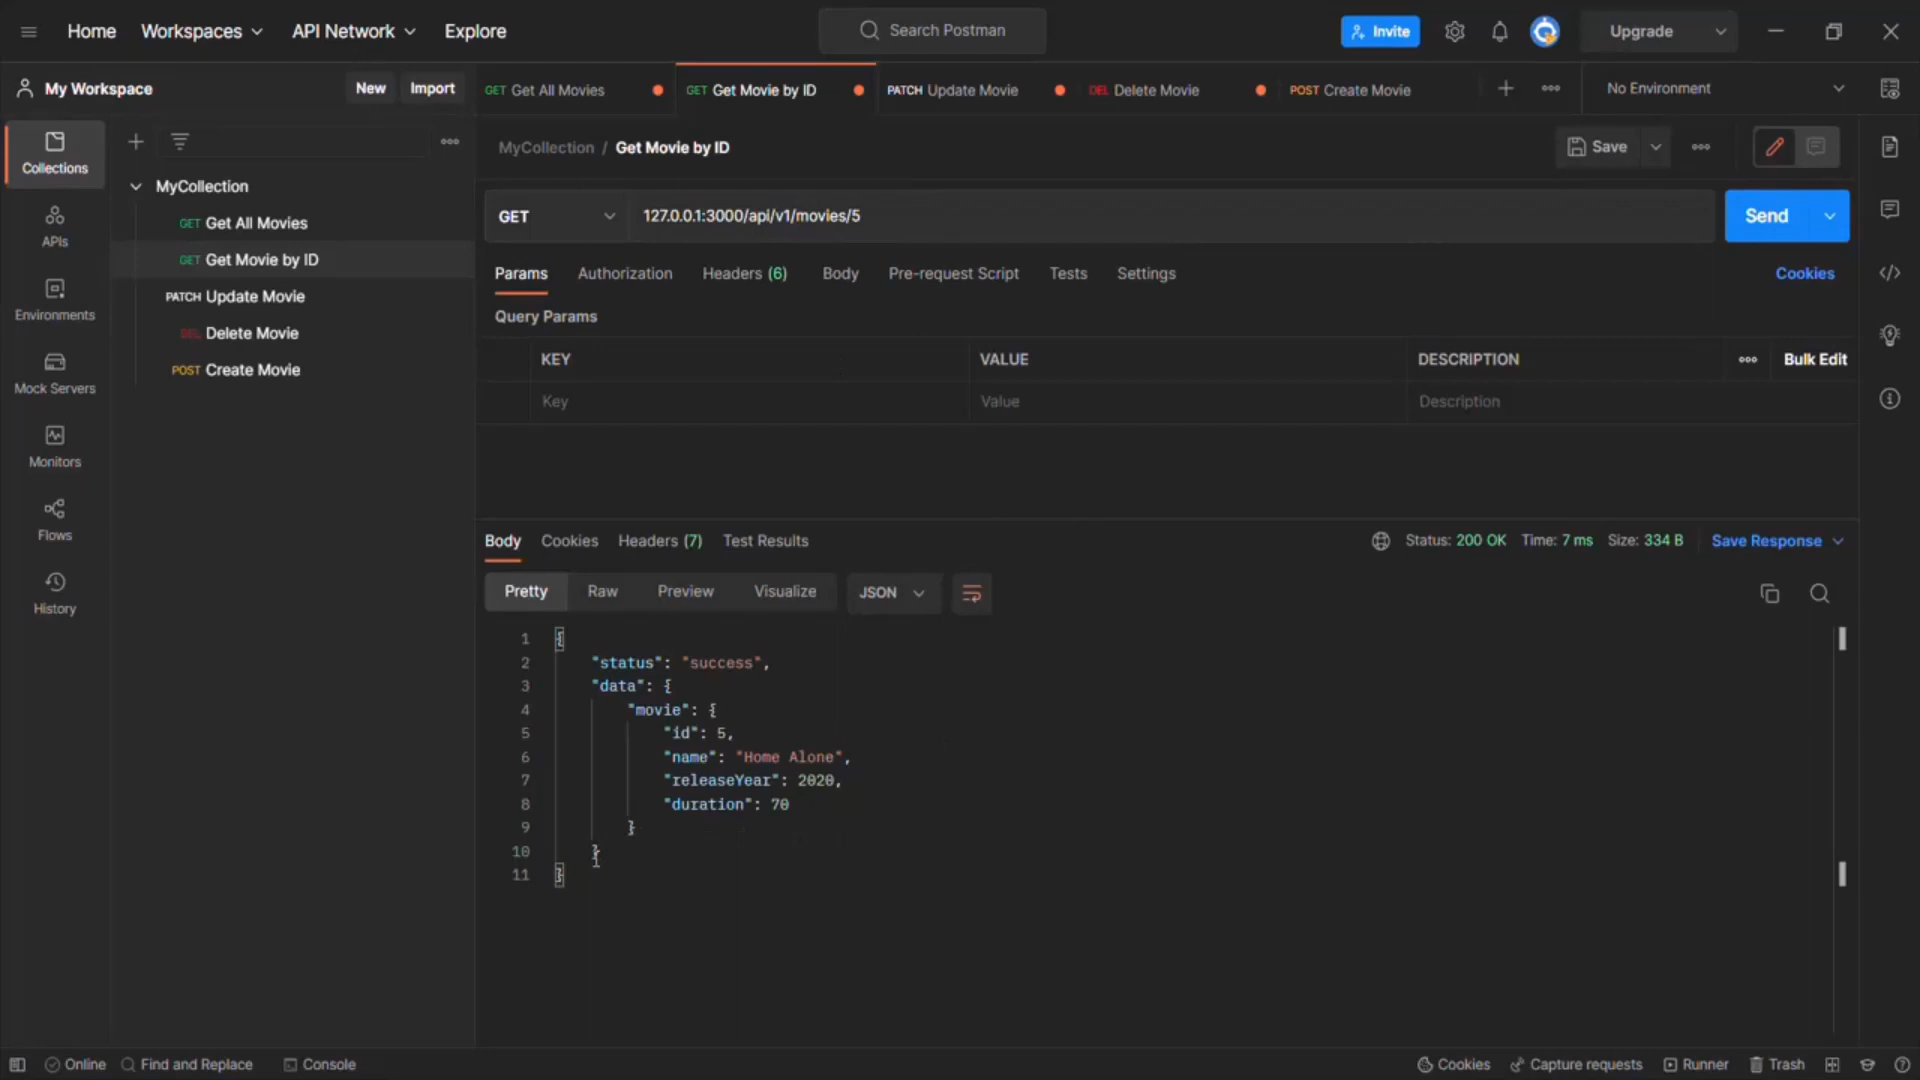 Home Workspaces API Network Explore Search Postman Invite Upgrade
My Workspace New Import GET Get All Movies GET Get Movie by ID PATCH Update Movie DEL Delete Movie POST Create Movie No Environment
MyCollection / Get Movie by ID Save
Collections
MyCollection
GET Get All Movies
GET Get Movie by ID
PATCH Update Movie
DEL Delete Movie
POST Create Movie
APIs
Environments
Mock Servers
Monitors
Flows
History
GET 127.0.0.1:3000/api/v1/movies/5 Send
Params Authorization Headers (6) Body Pre-request Script Tests Settings Cookies
Query Params
KEY VALUE DESCRIPTION Bulk Edit
Key Value Description
Body Cookies Headers (7) Test Results Status: 200 OK Time: 7 ms Size: 334 B Save Response
Pretty Raw Preview Visualize JSON
1 {
2 "status": "success",
3 "data": {
4 "movie": {
5 "id": 5,
6 "name": "Home Alone",
7 "releaseYear": 2020,
8 "duration": 70
9 }
10 }
11 }
Online Find and Replace Console Cookies Capture requests Runner Trash